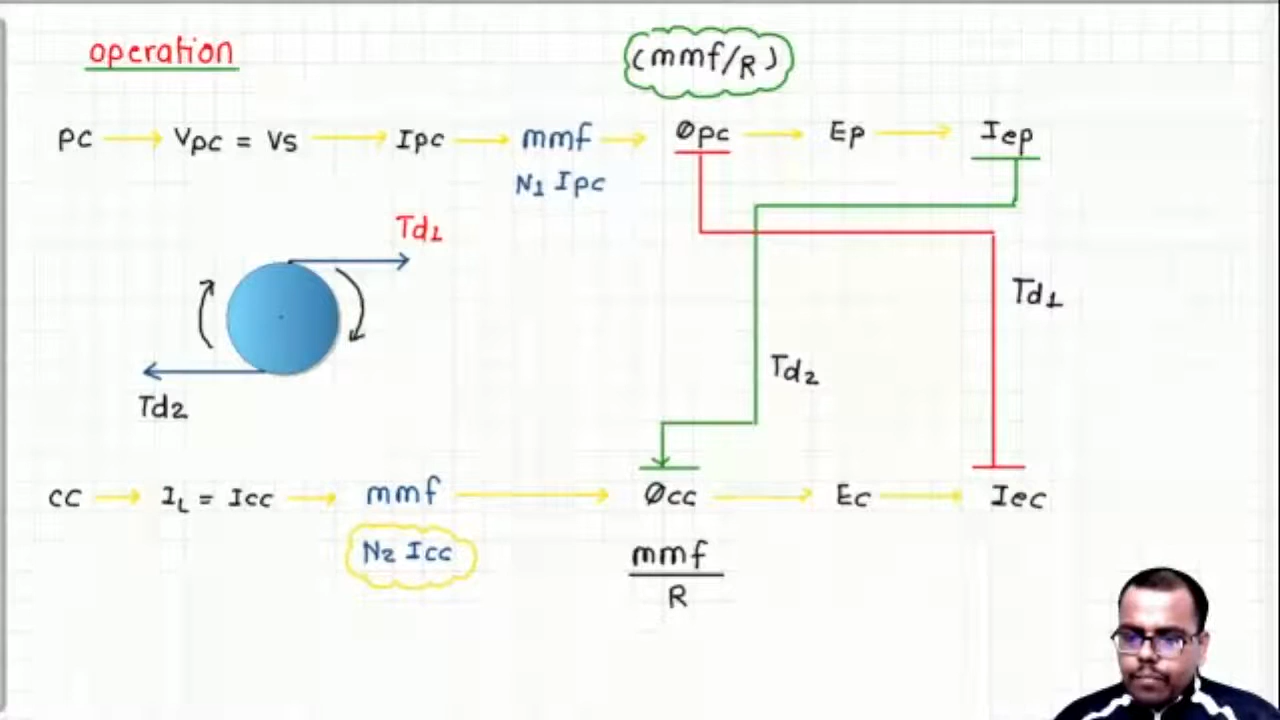 operation
(mmf/R)
PC → VPC = VS → IPC → mmf → ØPC → EP → Iep
N1 IPC
Td1
Td1
Td2
Td2
CC → IL = ICC → mmf → ØCC → EC → Iec
N2 ICC
mmf
R